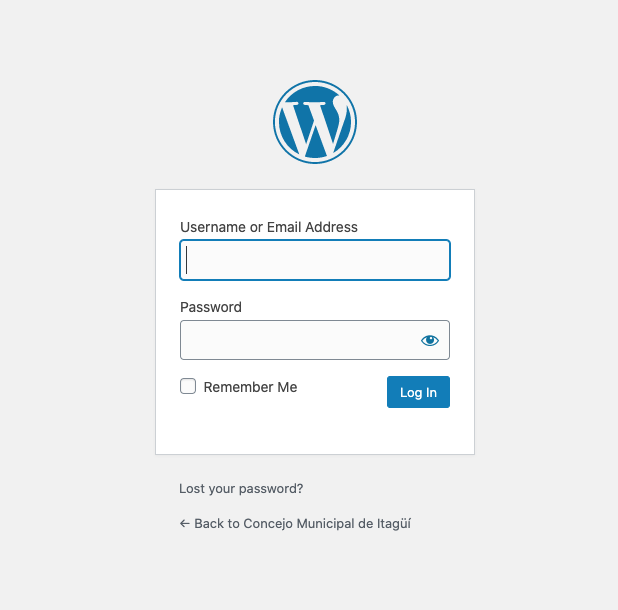 Username or Email Address
Password
Remember Me
Log In
Lost your password?
← Back to Concejo Municipal de Itagüí